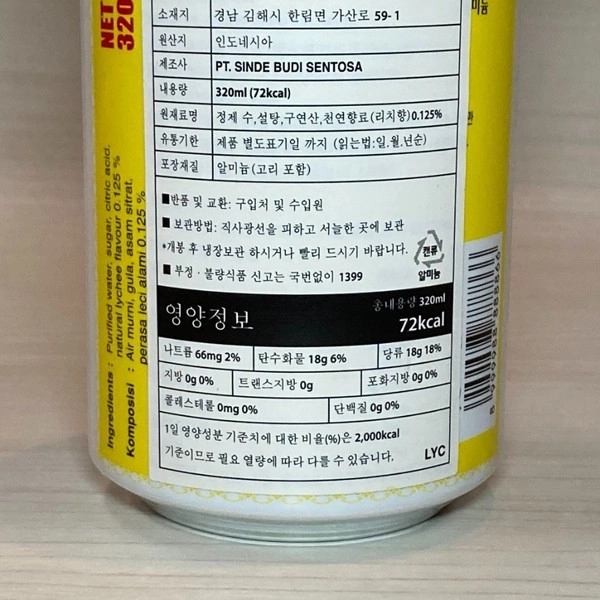 NET
320
소재지 경남 김해시 한림면 가산로 59-1
원산지 인도네시아
제조사 PT. SINDE BUDI SENTOSA
내용량 320ml (72kcal)
원재료명 정제 수,설탕,구연산,천연향료(리치향)0.125%
유통기한 제품 별도표기일 까지 (읽는법:일.월.년순)
포장재질 알미늄(고리 포함)
■반품 및 교환: 구입처 및 수입원
■ 보관방법: 직사광선을 피하고 서늘한 곳에 보관
*개봉 후 냉장보관 하시거나 빨리 드시기 바랍니다.
■ 부정·불량식품 신고는 국번없이 1399
캔류
알미늄
영양정보
총내용량 320ml
72kcal
나트륨 66mg 2% 탄수화물 18g 6% 당류 18g 18%
지방 0g 0% 트랜스지방 0g 포화지방 0g 0%
콜레스테롤 0mg 0% 단백질 0g 0%
1일 영양성분 기준치에 대한 비율(%)은 2,000kcal
기준이므로 필요 열량에 따라 다를 수 있습니다.
LYC
Ingredients : Purified water, sugar, citric acid,
natural lychee flavour 0.125 %
Komposisi : Air murni, gula, asam sitrat,
perasa leci alami 0.125 %